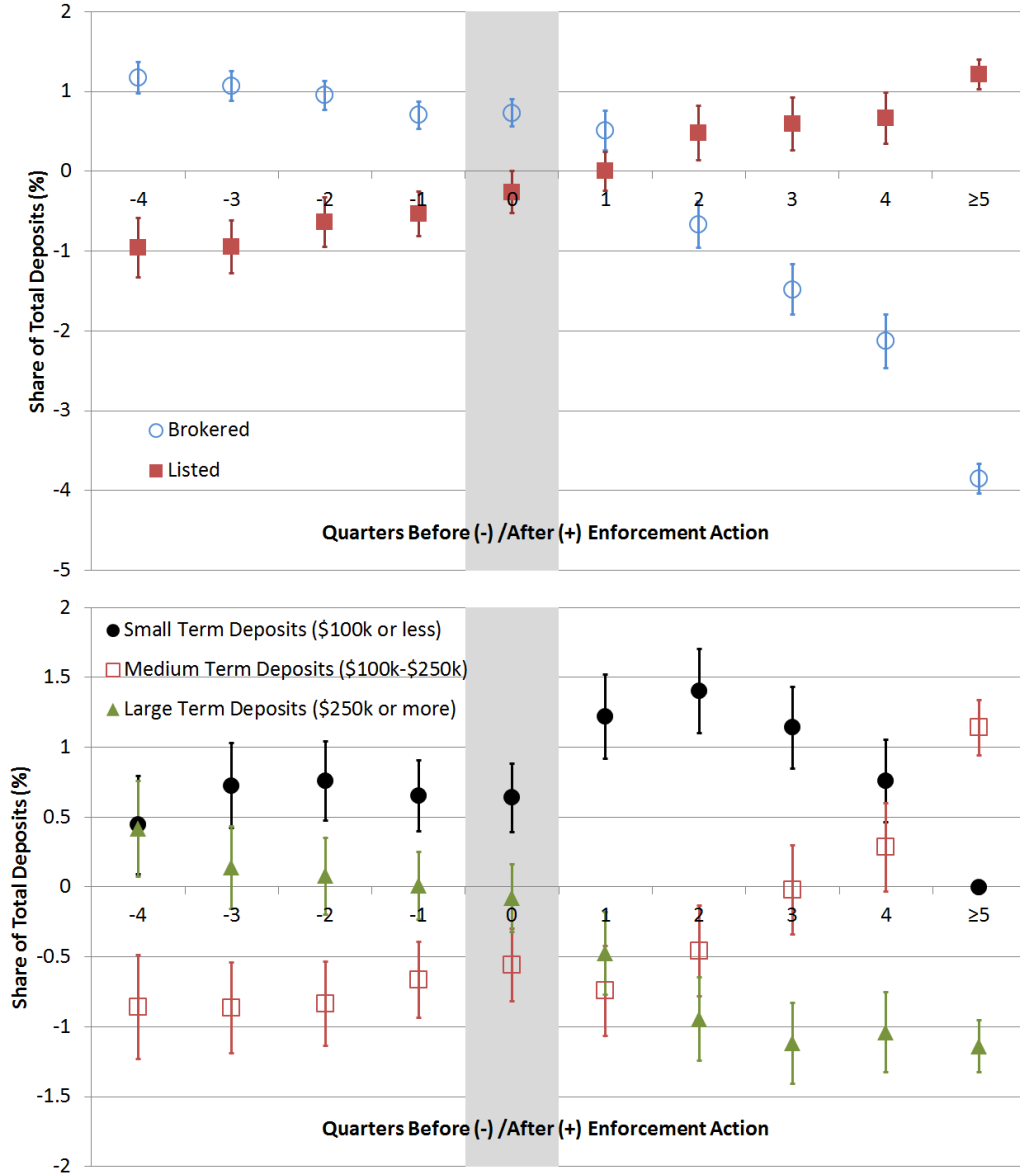 2
1
0
-1
-2
-3
-4
-5
Share of Total Deposits (%)
-4 -3 -2 -1 0 1 2 3 4 ≥5
Brokered
Listed
Quarters Before (-) /After (+) Enforcement Action
2
1.5
1
0.5
0
-0.5
-1
-1.5
-2
Share of Total Deposits (%)
Small Term Deposits ($100k or less)
Medium Term Deposits ($100k-$250k)
Large Term Deposits ($250k or more)
-4 -3 -2 -1 0 1 2 3 4 ≥5
Quarters Before (-) /After (+) Enforcement Action